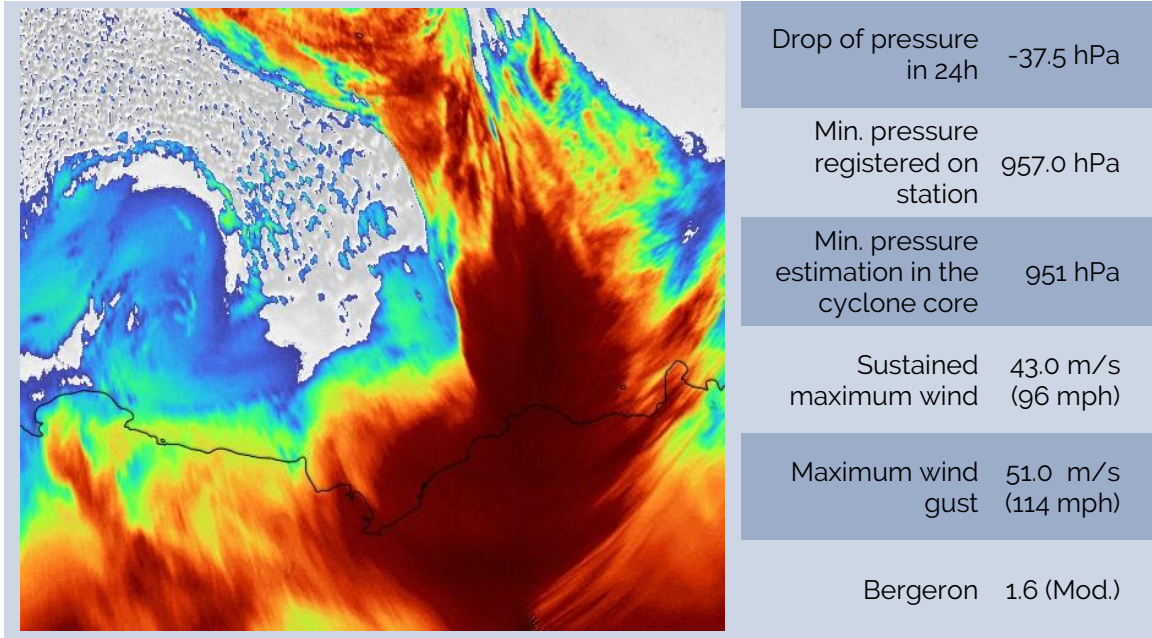 Drop of pressure
in 24h
-37.5 hPa
Min. pressure
registered on
station
957.0 hPa
Min. pressure
estimation in the
cyclone core
951 hPa
Sustained
maximum wind
43.0 m/s
(96 mph)
Maximum wind
gust
51.0 m/s
(114 mph)
Bergeron
1.6 (Mod.)